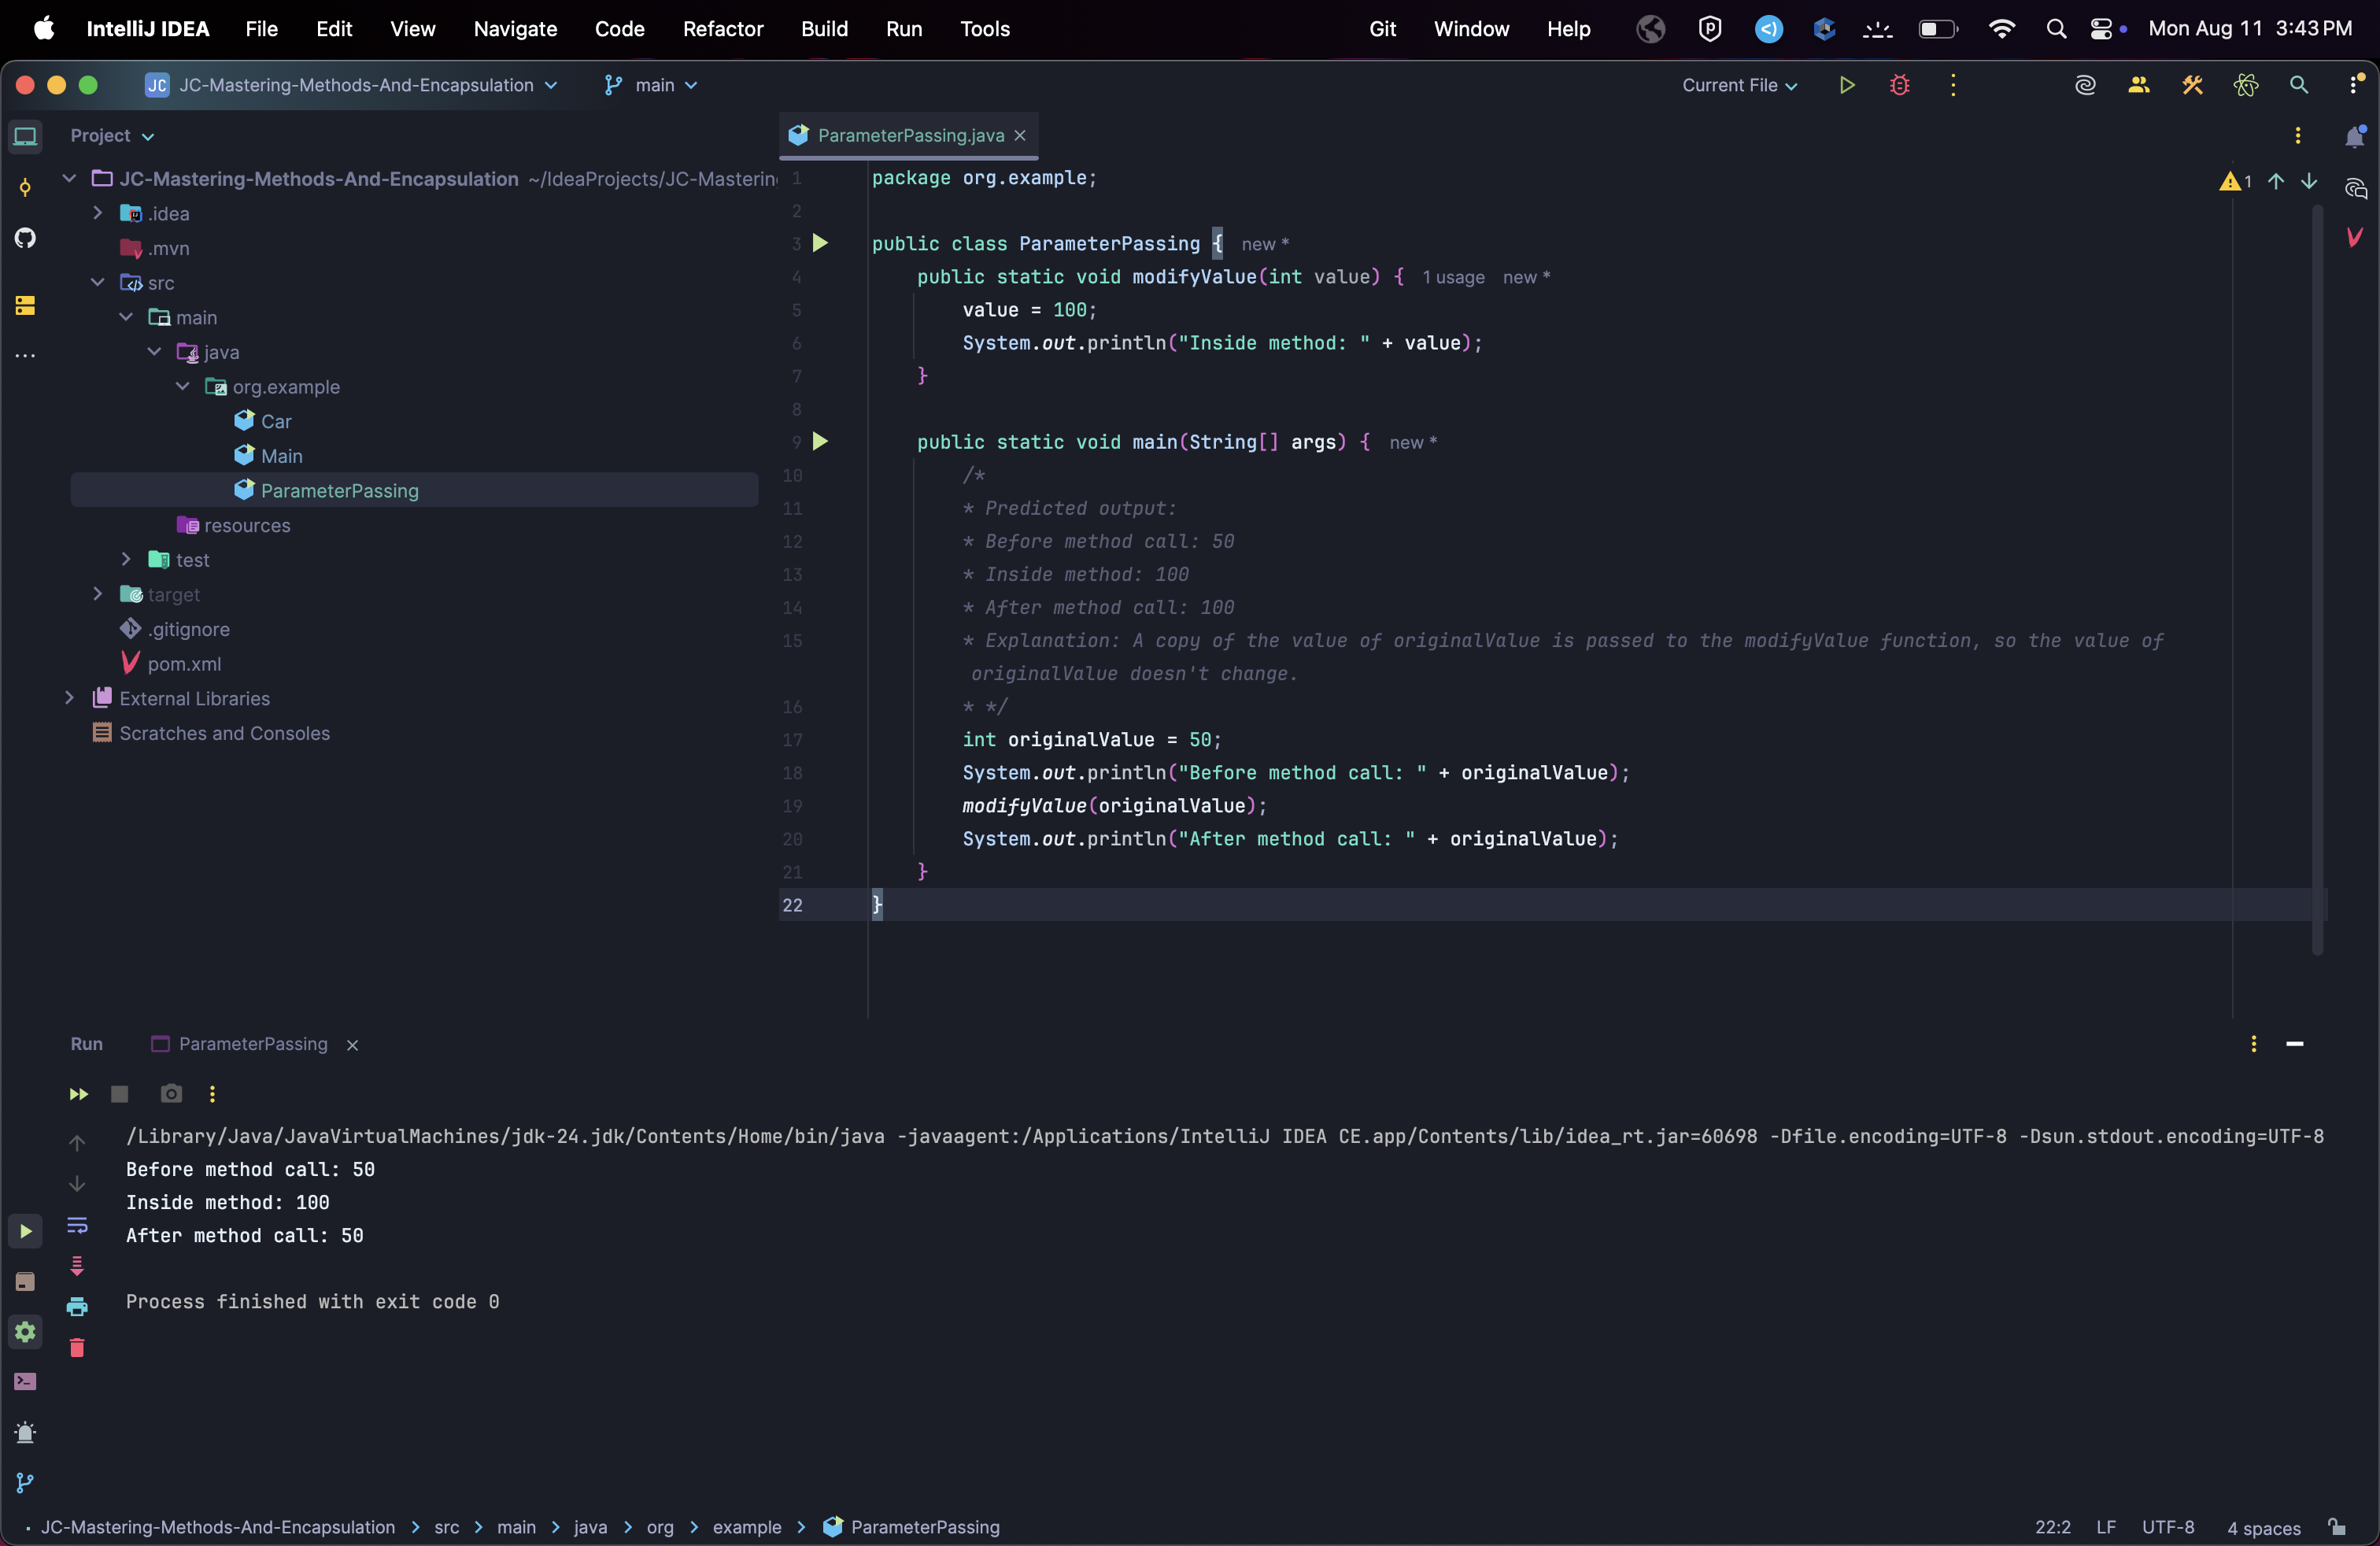 IntelliJ IDEA File Edit View Navigate Code Refactor Build Run Tools Git Window Help Mon Aug 11 3:43 PM
JC JC-Mastering-Methods-And-Encapsulation main Current File
Project
ParameterPassing.java
JC-Mastering-Methods-And-Encapsulation ~/IdeaProjects/JC-Mastering
.idea
.mvn
src
main
java
org.example
Car
Main
ParameterPassing
resources
test
target
.gitignore
pom.xml
External Libraries
Scratches and Consoles
1 package org.example;
1
2
3 public class ParameterPassing { new *
4 public static void modifyValue(int value) { 1 usage new *
5 value = 100;
6 System.out.println("Inside method: " + value);
7 }
8
9 public static void main(String[] args) { new *
10 /*
11 * Predicted output:
12 * Before method call: 50
13 * Inside method: 100
14 * After method call: 100
15 * Explanation: A copy of the value of originalValue is passed to the modifyValue function, so the value of
originalValue doesn't change.
16 * */
17 int originalValue = 50;
18 System.out.println("Before method call: " + originalValue);
19 modifyValue(originalValue);
20 System.out.println("After method call: " + originalValue);
21 }
22 }
Run ParameterPassing
/Library/Java/JavaVirtualMachines/jdk-24.jdk/Contents/Home/bin/java -javaagent:/Applications/IntelliJ IDEA CE.app/Contents/lib/idea_rt.jar=60698 -Dfile.encoding=UTF-8 -Dsun.stdout.encoding=UTF-8
Before method call: 50
Inside method: 100
After method call: 50
Process finished with exit code 0
JC-Mastering-Methods-And-Encapsulation > src > main > java > org > example > ParameterPassing 22:2 LF UTF-8 4 spaces